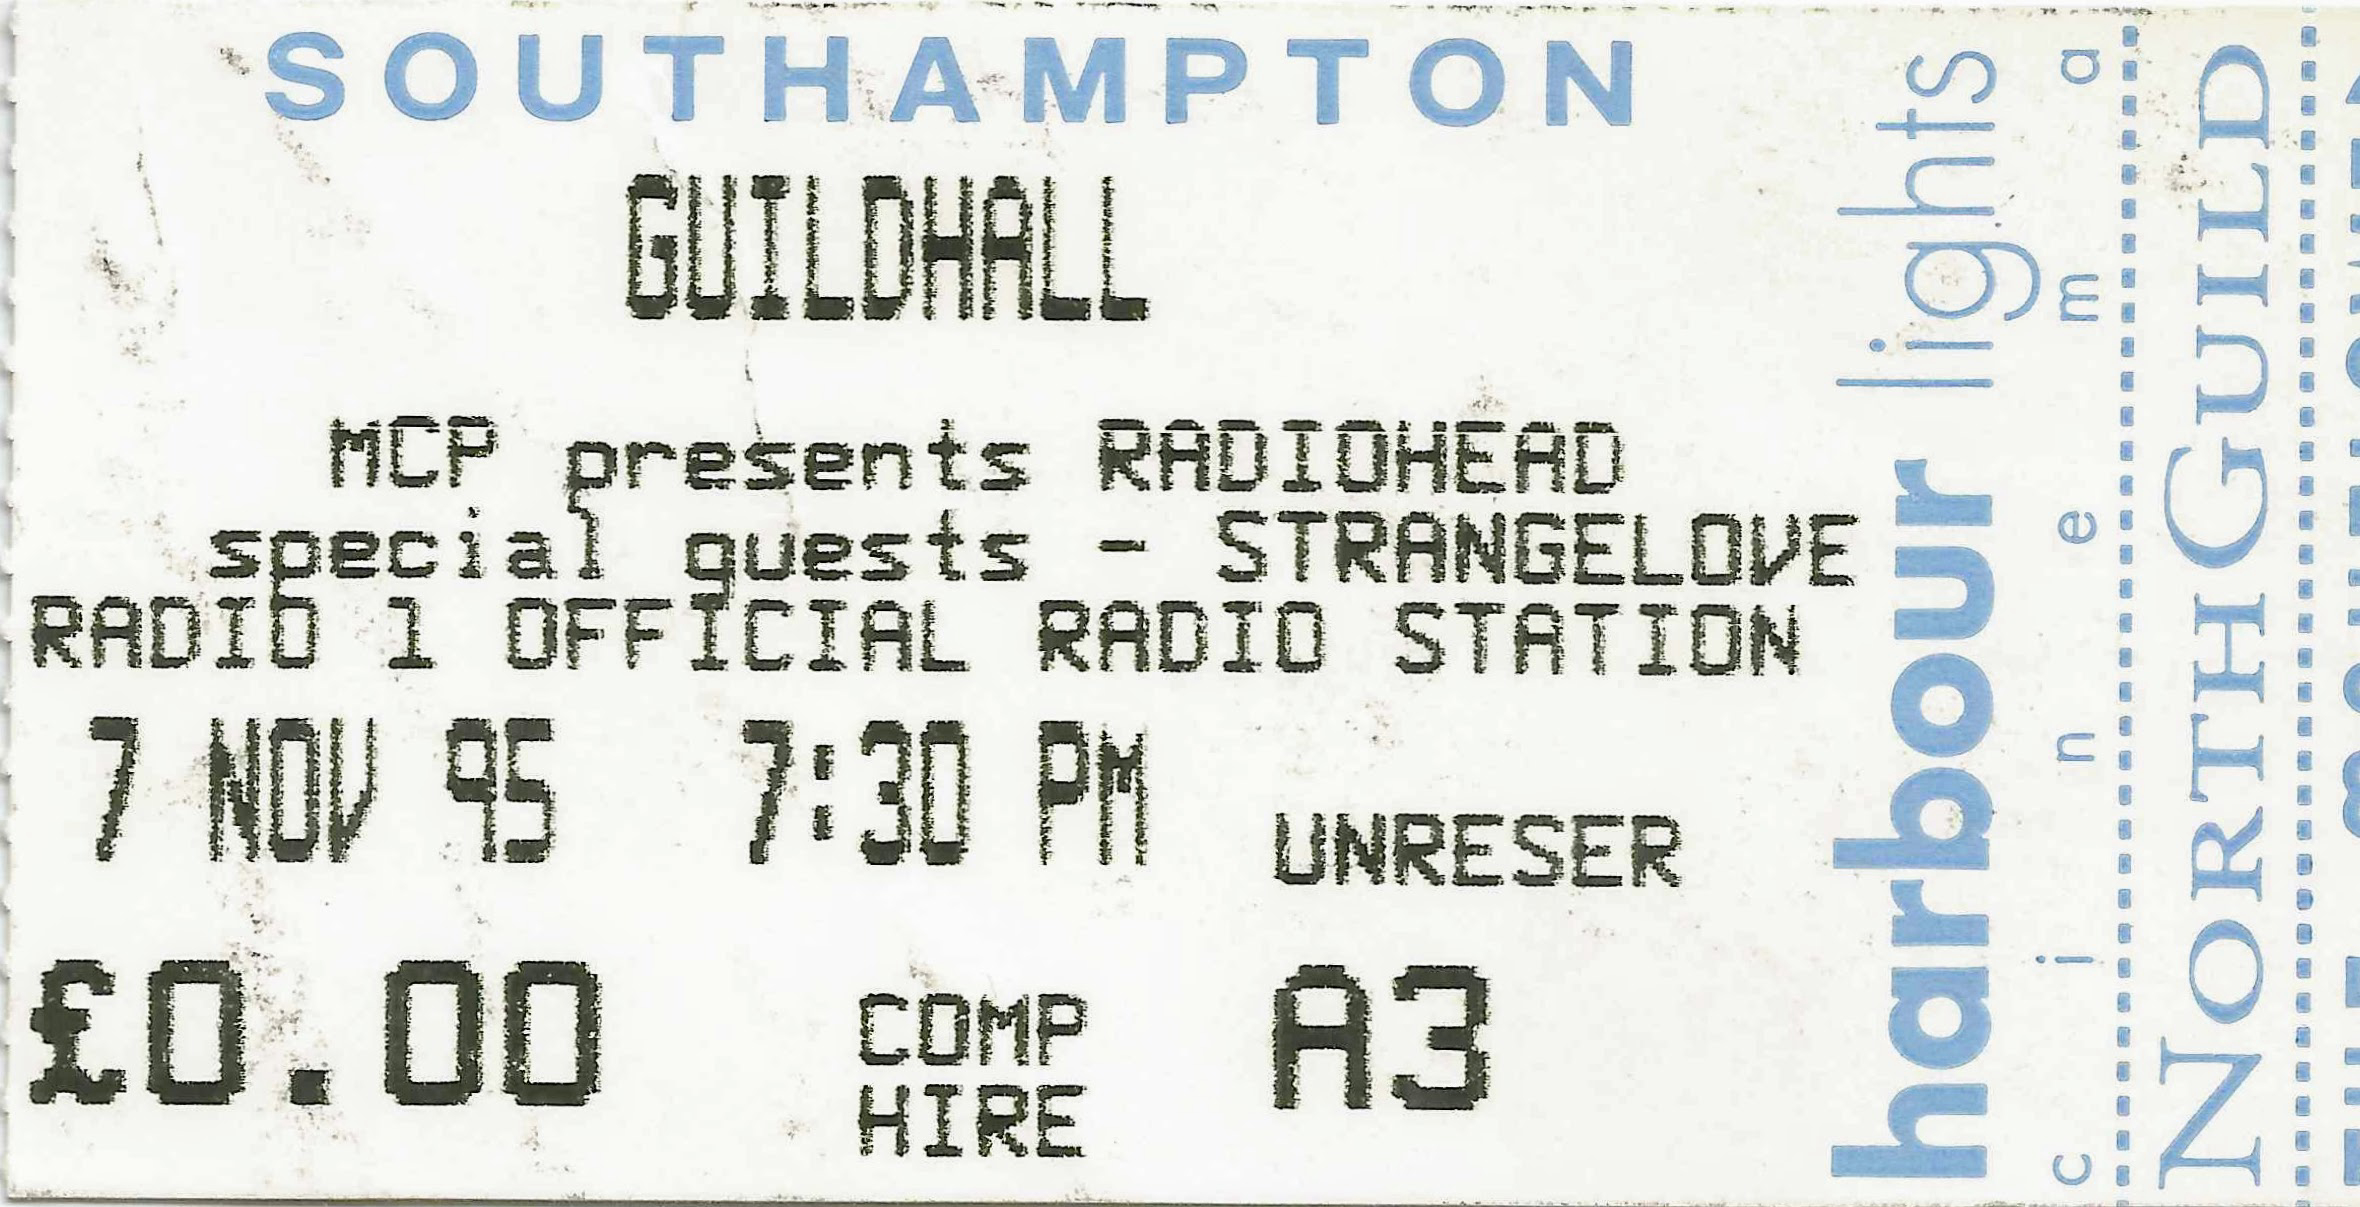 SOUTHAMPTON
GUILDHALL
MCP presents RADIOHEAD
special guests - STRANGELOVE
RADIO 1 OFFICIAL RADIO STATION
7 NOV 95 7:30 PM
UNRESER
£0.00
COMP
HIRE
A3
harbour lights
cinema
NORTHGUILD